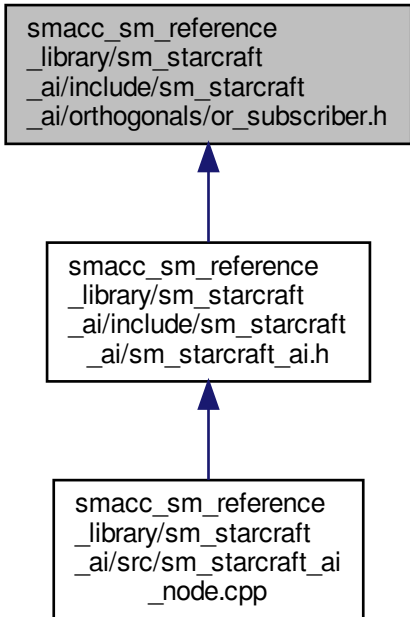 smacc_sm_reference
_library/sm_starcraft
_ai/include/sm_starcraft
_ai/orthogonals/or_subscriber.h
smacc_sm_reference
_library/sm_starcraft
_ai/include/sm_starcraft
_ai/sm_starcraft_ai.h
smacc_sm_reference
_library/sm_starcraft
_ai/src/sm_starcraft_ai
_node.cpp